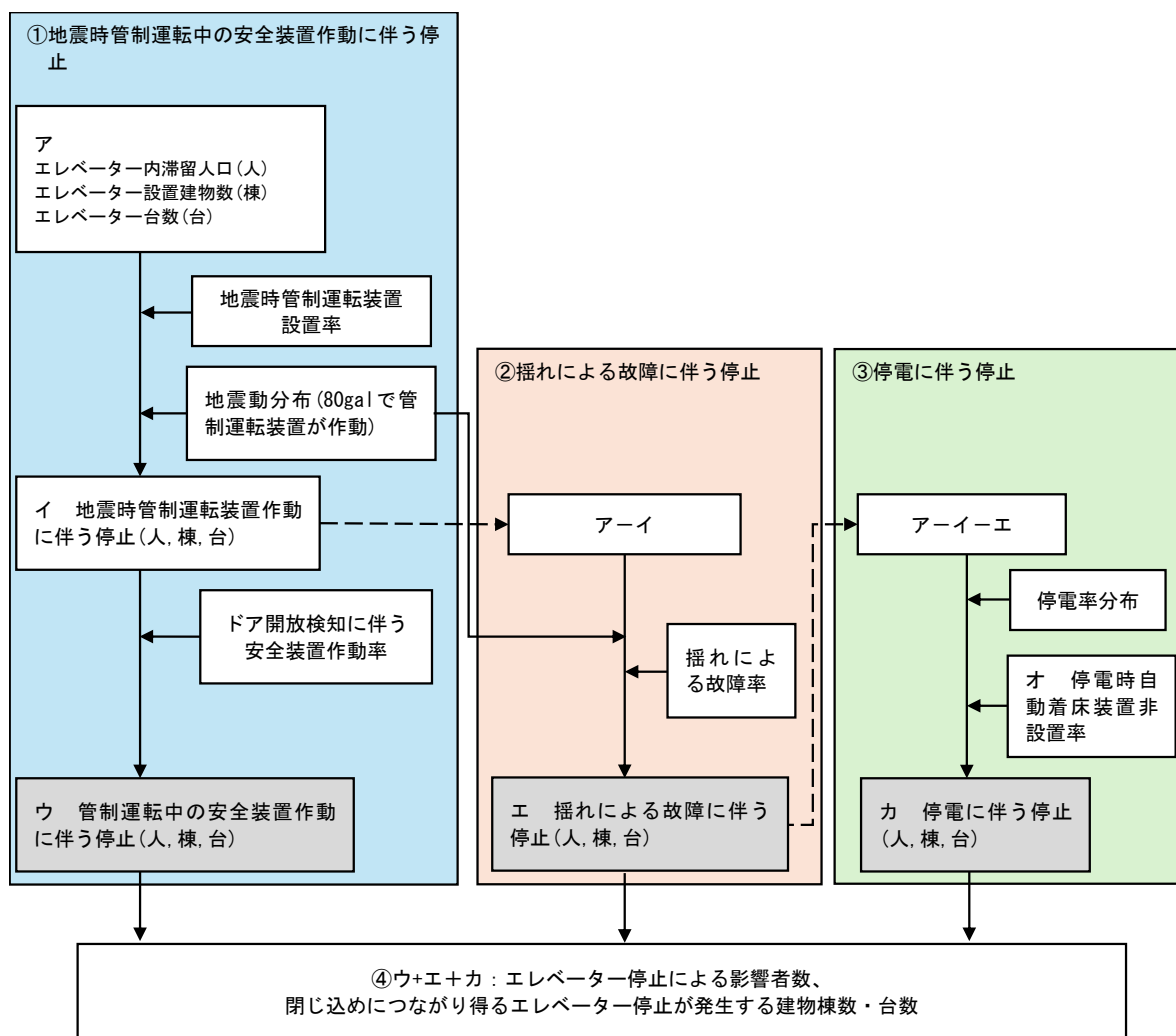 ①地震時管制運転中の安全装置作動に伴う停
止
ア
エレベーター内滞留人口(人)
エレベーター設置建物数(棟)
エレベーター台数(台)
地震時管制運転装置
設置率
地震動分布(80galで管
制運転装置が作動)
イ 地震時管制運転装置作動
に伴う停止(人,棟,台)
ドア開放検知に伴う
安全装置作動率
ウ 管制運転中の安全装置作動
に伴う停止(人,棟,台)
②揺れによる故障に伴う停止
アーイ
揺れによ
る故障率
エ 揺れによる故障に伴う
停止(人,棟,台)
③停電に伴う停止
アーイーエ
停電率分布
オ 停電時自
動着床装置非
設置率
カ 停電に伴う停止
(人,棟,台)
④ウ+エ+カ:エレベーター停止による影響者数、
閉じ込めにつながり得るエレベーター停止が発生する建物棟数・台数